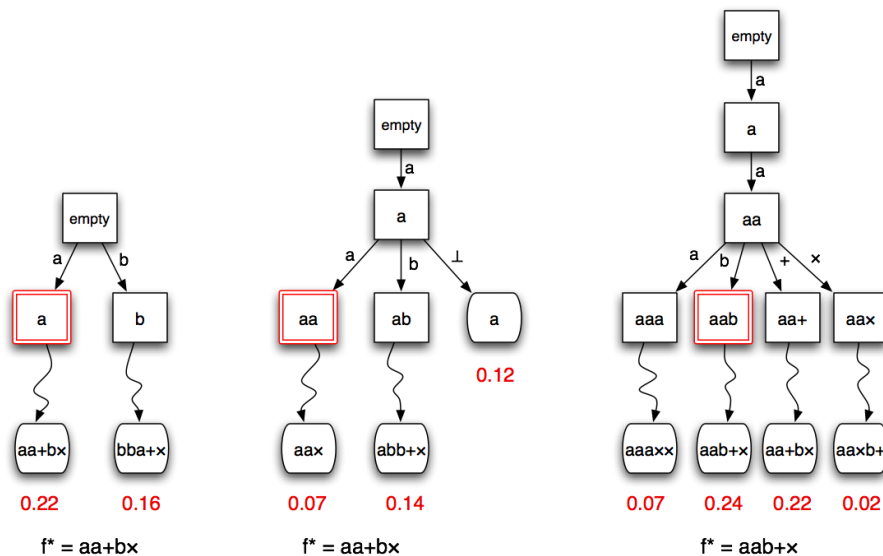 empty
a
b
a
b
aa+b×
bba+×
0.22
0.16
f* = aa+b×
empty
a
a
a
b
⊥
aa
ab
a
0.12
aa×
abb+×
0.07
0.14
f* = aa+b×
empty
a
a
a
aa
a
b
+
×
aaa
aab
aa+
aa×
aaa××
aab+×
aa+b×
aa×b+
0.07
0.24
0.22
0.02
f* = aab+×